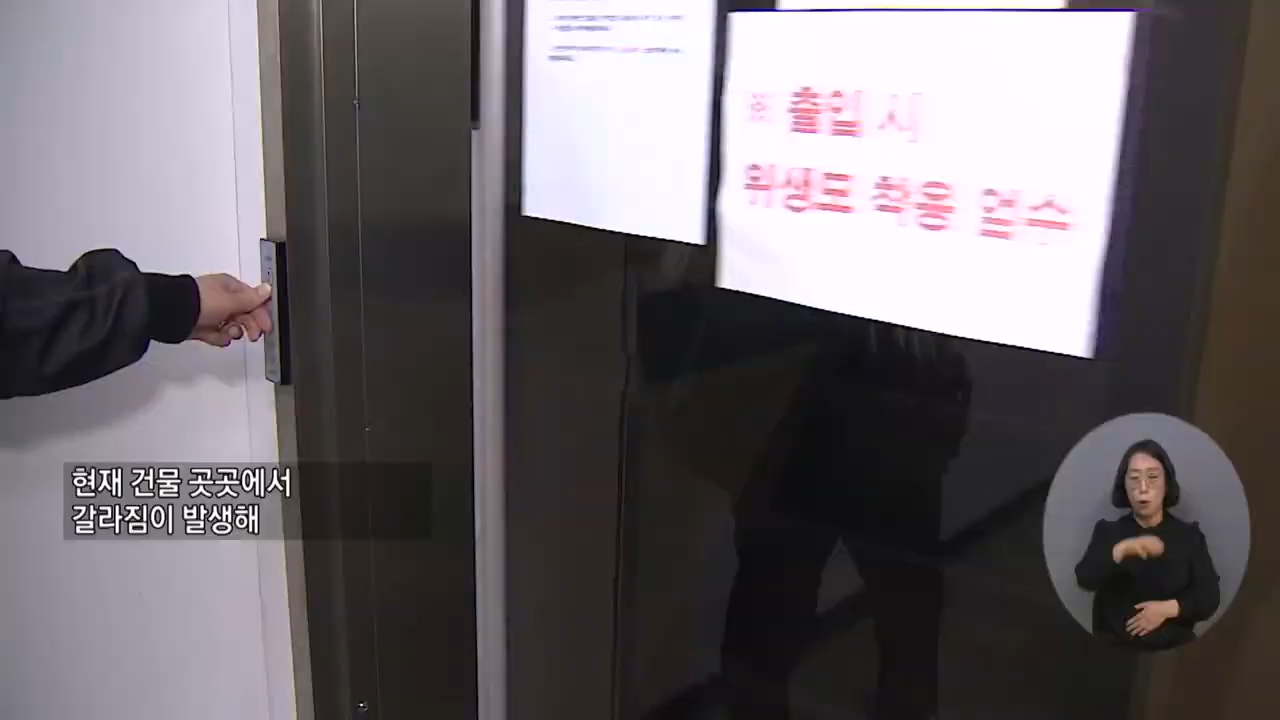 ※ 출입 시
위생모 착용 엄수
현재 건물 곳곳에서
갈라짐이 발생해